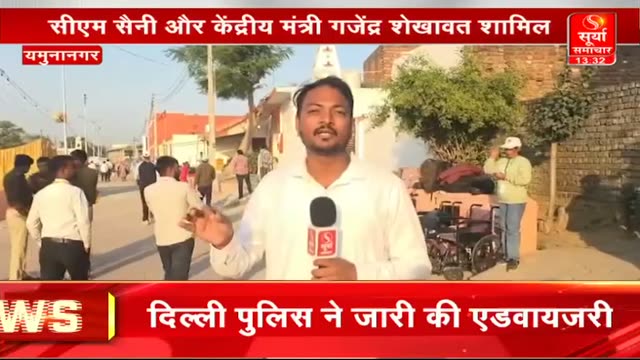 सीएम सैनी और केंद्रीय मंत्री गजेंद्र शेखावत शामिल
सूर्या
समाचार
13:32
यमुनानगर
WS
दिल्ली पुलिस ने जारी की एडवायजरी